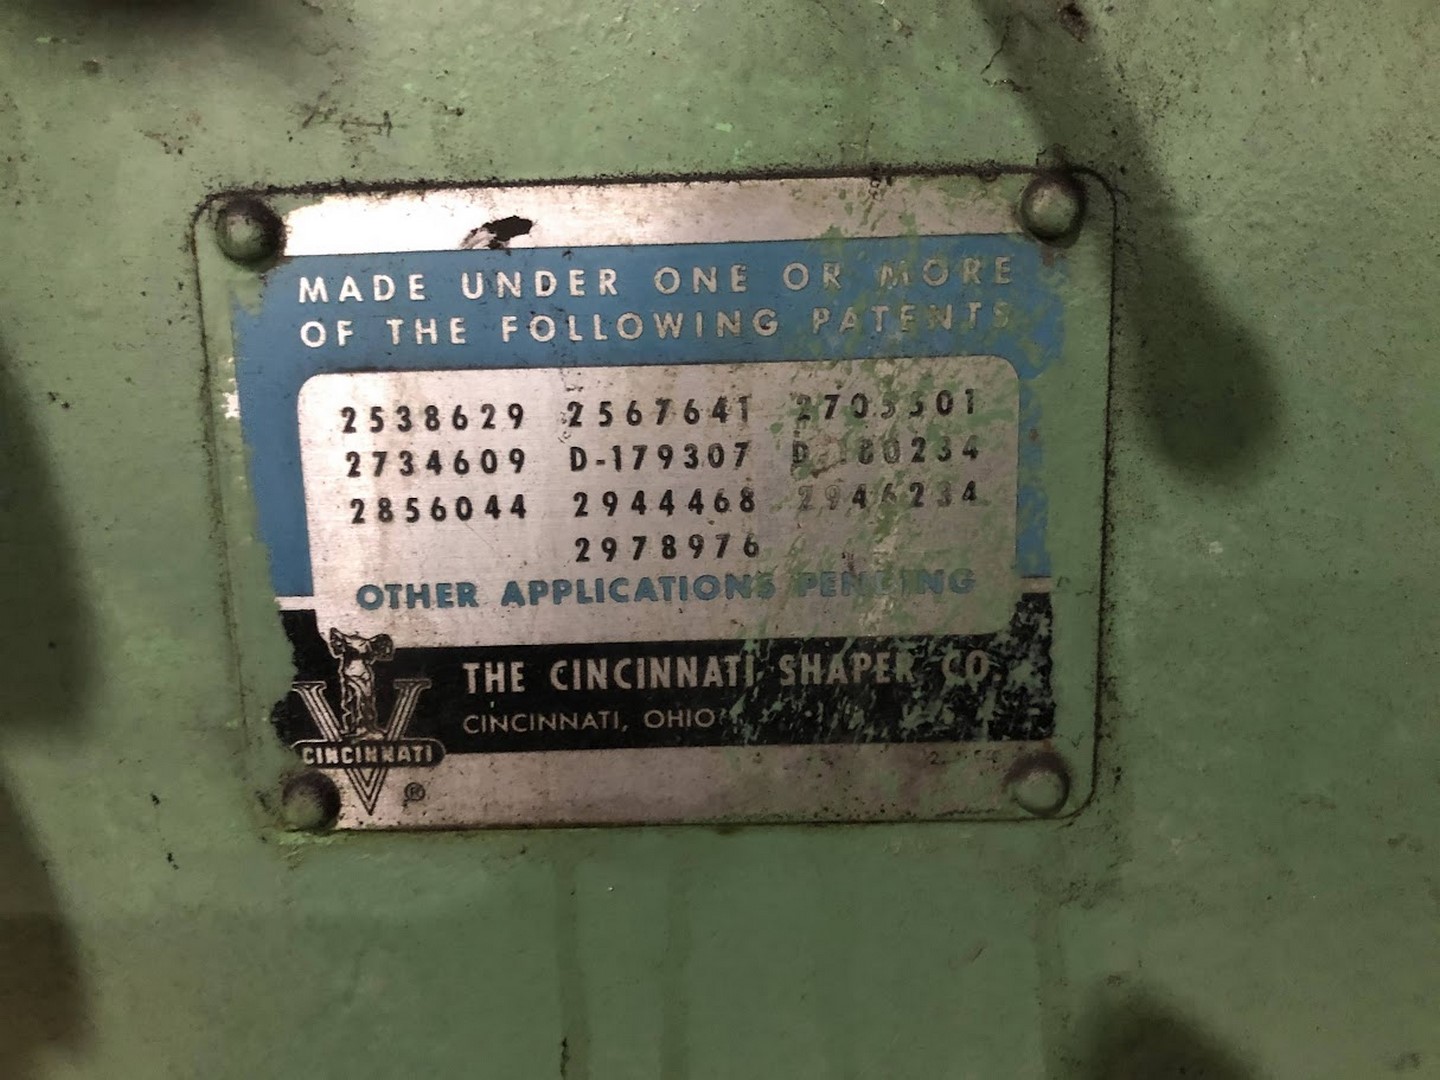 MADE UNDER ONE OR MORE
OF THE FOLLOWING PATENTS
2538629 2567641 2705501
2734609 D-179307
2856044 2944468 2946234
2978976
OTHER APPLICATIONS PENDING
THE CINCINNATI SHAPER CO.
CINCINNATI, OHIO
CINCINNATI
®